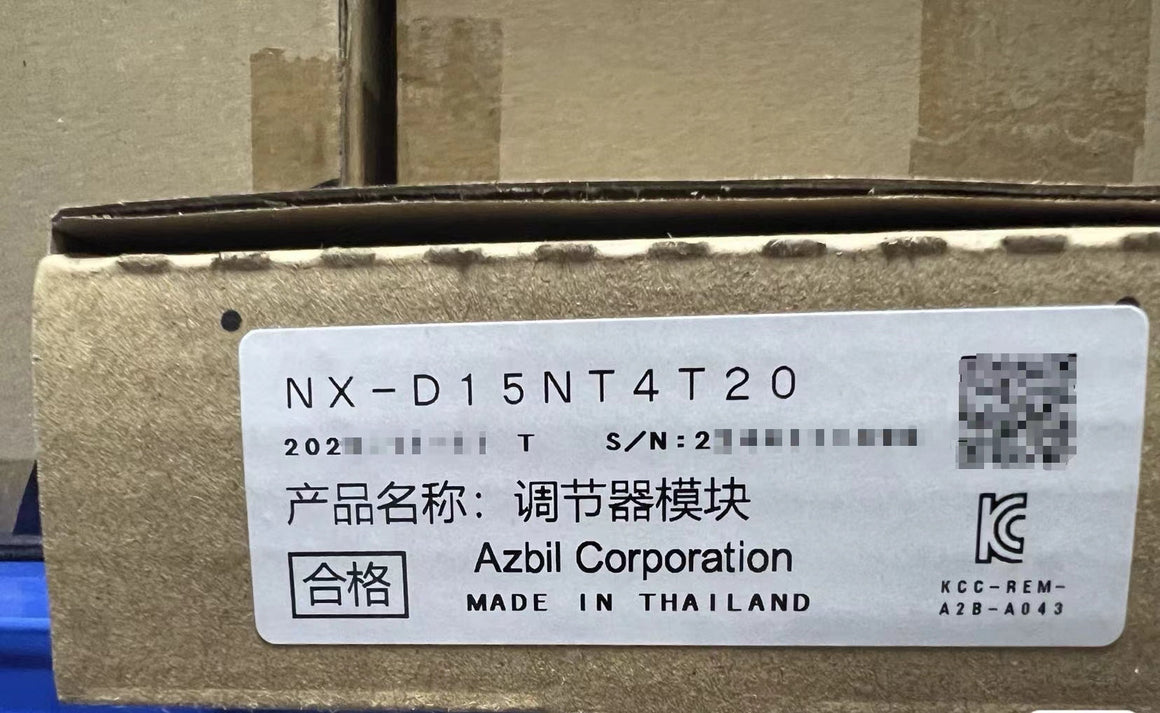 NX-D15NT4T20
T S/N:
产品名称：调节器模块
合格
Azbil Corporation
MADE IN THAILAND
KCC-REM-
A2B-A043